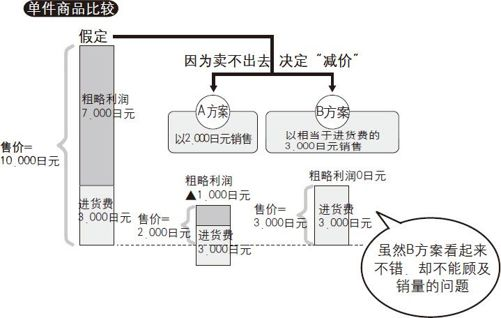 单件商品比较
假定
因为卖不出去 决定“减价”
粗略利润
7,000日元
售价=
10,000日元
进货费
3,000日元
A方案
以2,000日元销售
B方案
以相当于进货费的
3,000日元销售
粗略利润
▲1,000日元
售价=
2,000日元
进货费
3,000日元
粗略利润0日元
售价=
3,000日元
进货费
3,000日元
虽然B方案看起来
不错，却不能顾及
销量的问题